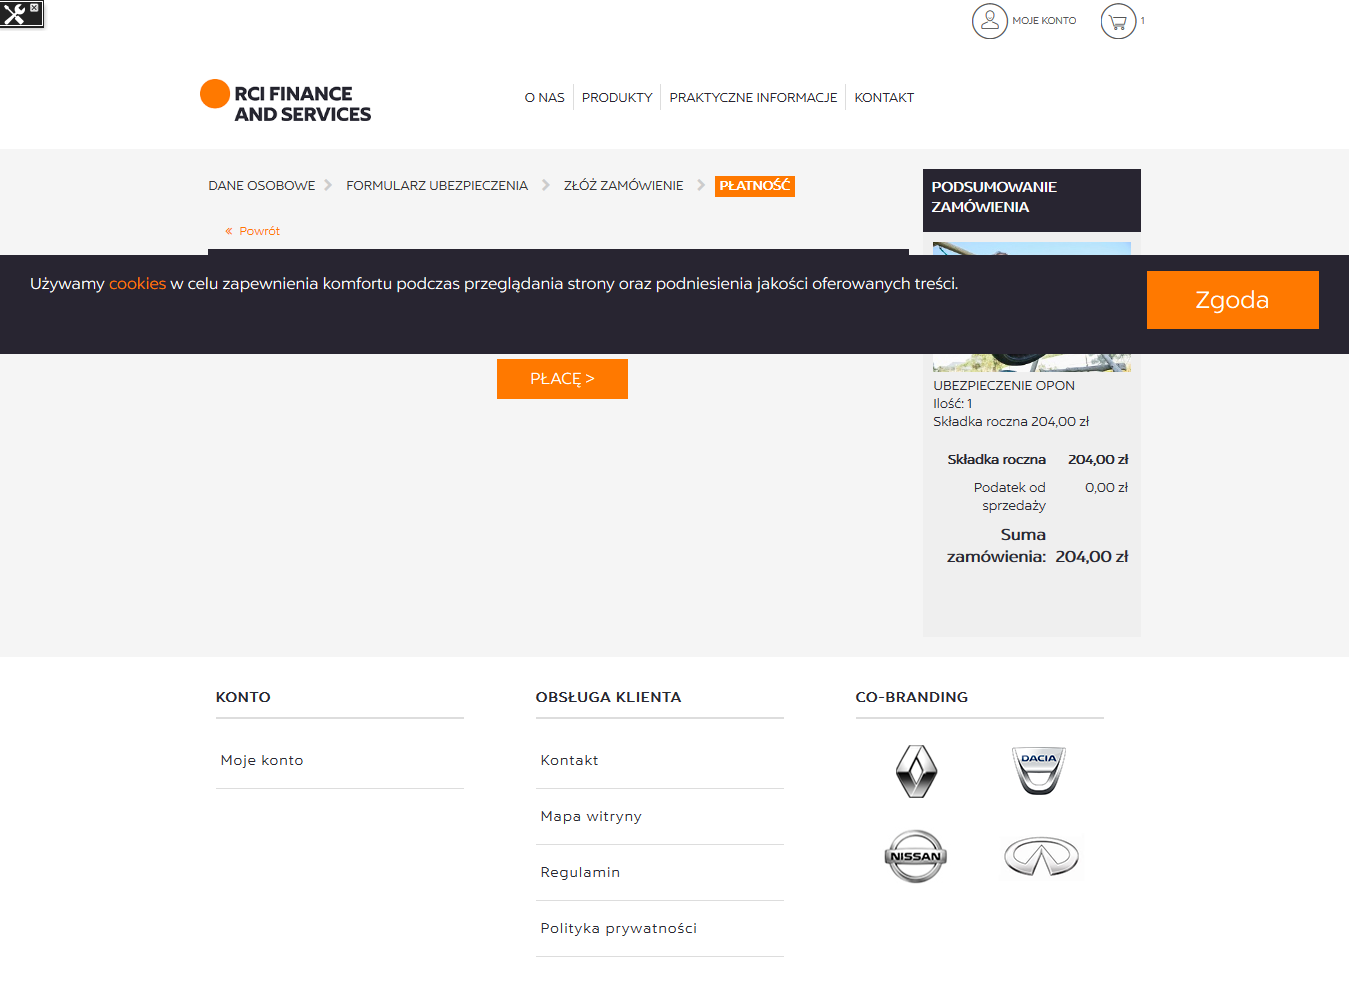 MOJE KONTO
1
RCI FINANCE
AND SERVICES
O NAS
PRODUKTY
PRAKTYCZNE INFORMACJE
KONTAKT
DANE OSOBOWE
FORMULARZ UBEZPIECZENIA
ZŁÓŻ ZAMÓWIENIE
PŁATNOŚĆ
« Powrót
PODSUMOWANIE
ZAMÓWIENIA
Używamy cookies w celu zapewnienia komfortu podczas przeglądania strony oraz podniesienia jakości oferowanych treści.
Zgoda
PŁACĘ >
UBEZPIECZENIE OPON
Ilość: 1
Składka roczna 204,00 zł
Składka roczna 204,00 zł
Podatek od 0,00 zł
sprzedaży
Suma
zamówienia: 204,00 zł
KONTO
Moje konto
OBSŁUGA KLIENTA
Kontakt
Mapa witryny
Regulamin
Polityka prywatności
CO-BRANDING
DACIA
NISSAN